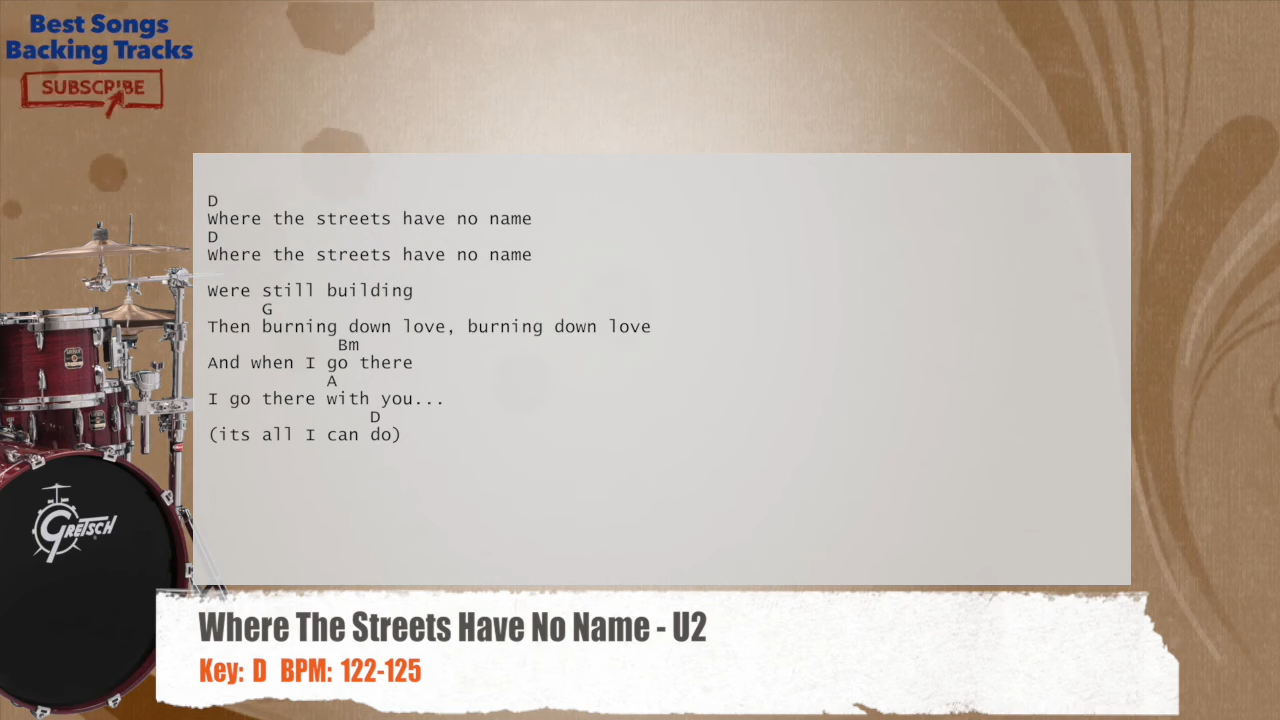 Best Songs
Backing Tracks
SUBSCRIBE
D
Where the streets have no name
D
Where the streets have no name
Were still building
G
Then burning down love, burning down love
Bm
And when I go there
A
I go there with you...
D
(its all I can do)
GRETSCH
Where The Streets Have No Name - U2
Key: D BPM: 122-125